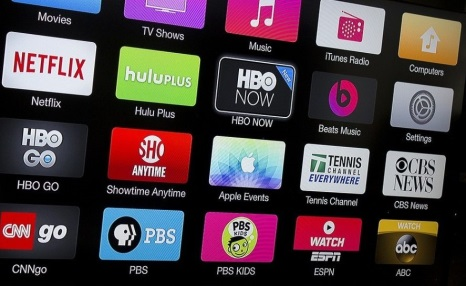 Movies
TV Shows
Music
iTunes Radio
Computers
NETFLIX
huluPLUS
HBO
NOW
Netflix
Hulu Plus
HBO NOW
Beats Music
Settings
HBO
GO
SHO
ANYTIME
TENNIS
CHANNEL
EVERYWHERE
CBS
NEWS
HBO GO
Showtime Anytime
Apple Events
Tennis Channel
CBS News
CNN go
PBS
PBS
KIDS
WATCH
ESPN
WATCH
abc
CNNgo
PBS
PBS KIDS
ESPN
ABC